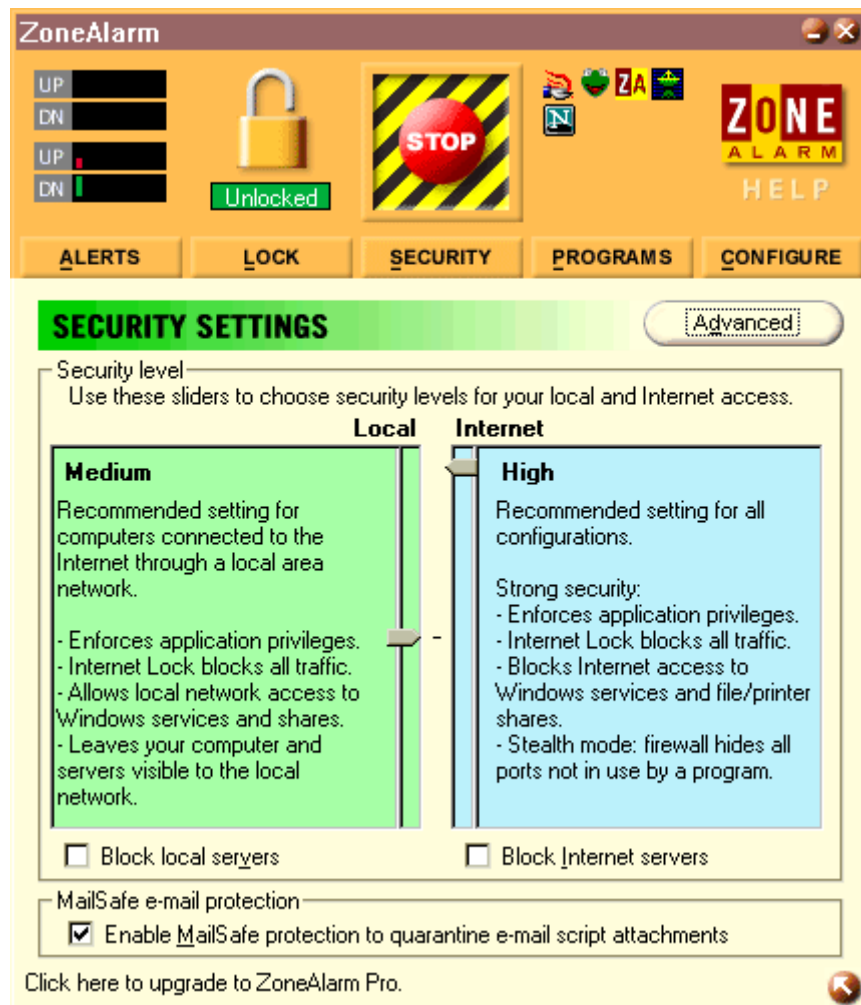 ZoneAlarm
UP
DN
UP
DN
Unlocked
STOP
ZA
N
ZONE
ALARM
HELP
ALERTS
LOCK
SECURITY
PROGRAMS
CONFIGURE
SECURITY SETTINGS
Advanced
Security level
Use these sliders to choose security levels for your local and Internet access.
Local
Internet
Medium
Recommended setting for
computers connected to the
Internet through a local area
network.
- Enforces application privileges.
- Internet Lock blocks all traffic.
- Allows local network access to
Windows services and shares.
- Leaves your computer and
servers visible to the local
network.
High
Recommended setting for all
configurations.
Strong security:
- Enforces application privileges.
- Internet Lock blocks all traffic.
- Blocks Internet access to
Windows services and file/printer
shares.
- Stealth mode: firewall hides all
ports not in use by a program.
Block local servers
Block Internet servers
MailSafe e-mail protection
Enable MailSafe protection to quarantine e-mail script attachments
Click here to upgrade to ZoneAlarm Pro.